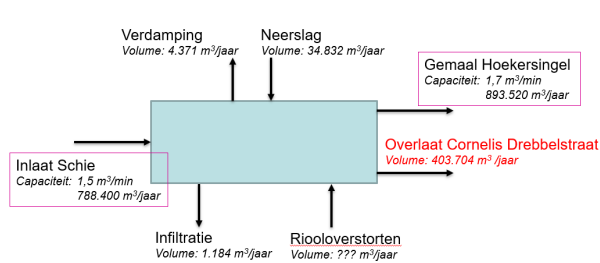 Verdamping
Volume: 4.371 m³/jaar
Neerslag
Volume: 34.832 m³/jaar
Gemaal Hoekersingel
Capaciteit: 1,7 m³/min
893.520 m³/jaar
Overlaat Cornelis Drebbelstraat
Volume: 403.704 m³ /jaar
Inlaat Schie
Capaciteit: 1,5 m³/min
788.400 m³/jaar
Infiltratie
Volume: 1.184 m³/jaar
Riooloverstorten
Volume: ??? m³/jaar